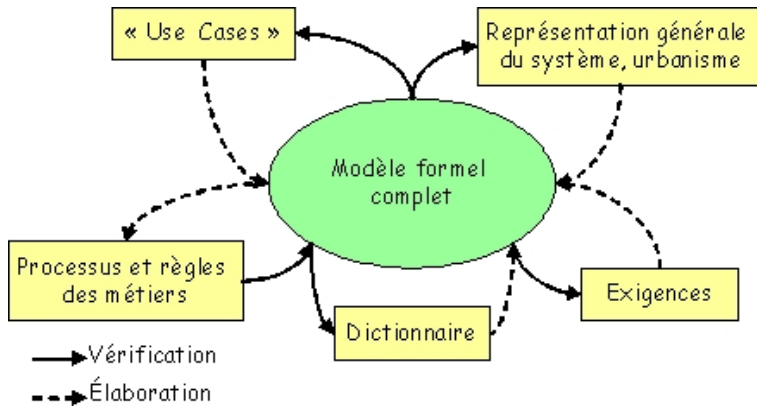 « Use Cases »
Représentation générale
du système, urbanisme
Modèle formel
complet
Processus et règles
des métiers
Dictionnaire
Exigences
Vérification
Élaboration